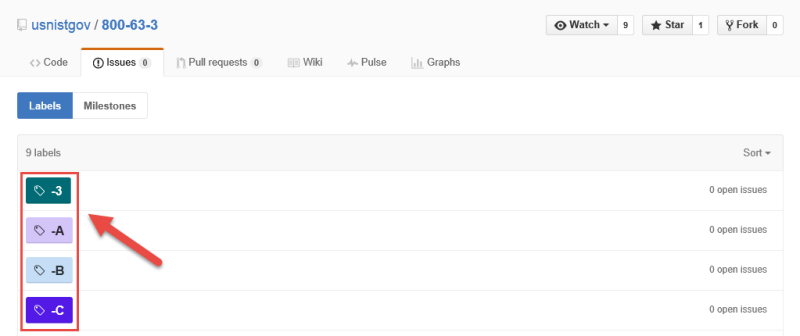 usnistgov / 800-63-3
Watch 9 Star 1 Fork 0
Code Issues 0 Pull requests 0 Wiki Pulse Graphs
Labels Milestones
9 labels Sort
-3 0 open issues
-A 0 open issues
-B 0 open issues
-C 0 open issues